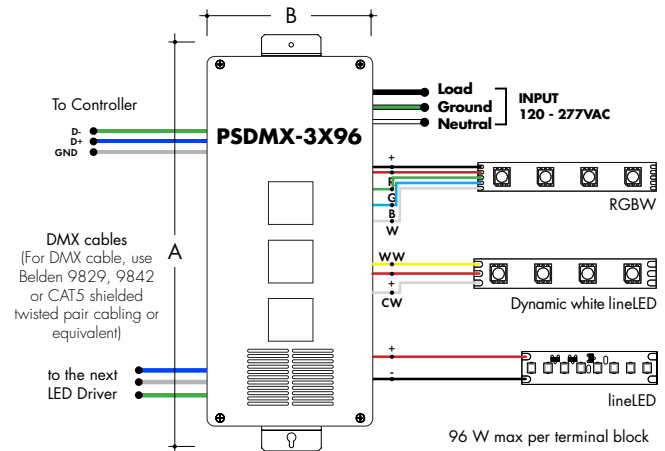 B
Load
Ground
Neutral
INPUT
120 - 277VAC
To Controller
D-
D+
GND
PSDMX-3X96
+
R
G
B
W
RGBW
DMX cables
(For DMX cable, use
Belden 9829, 9842
or CAT5 shielded
twisted pair cabling or
equivalent)
A
WW
+
CW
Dynamic white lineLED
to the next
LED Driver
+
-
lineLED
96 W max per terminal block